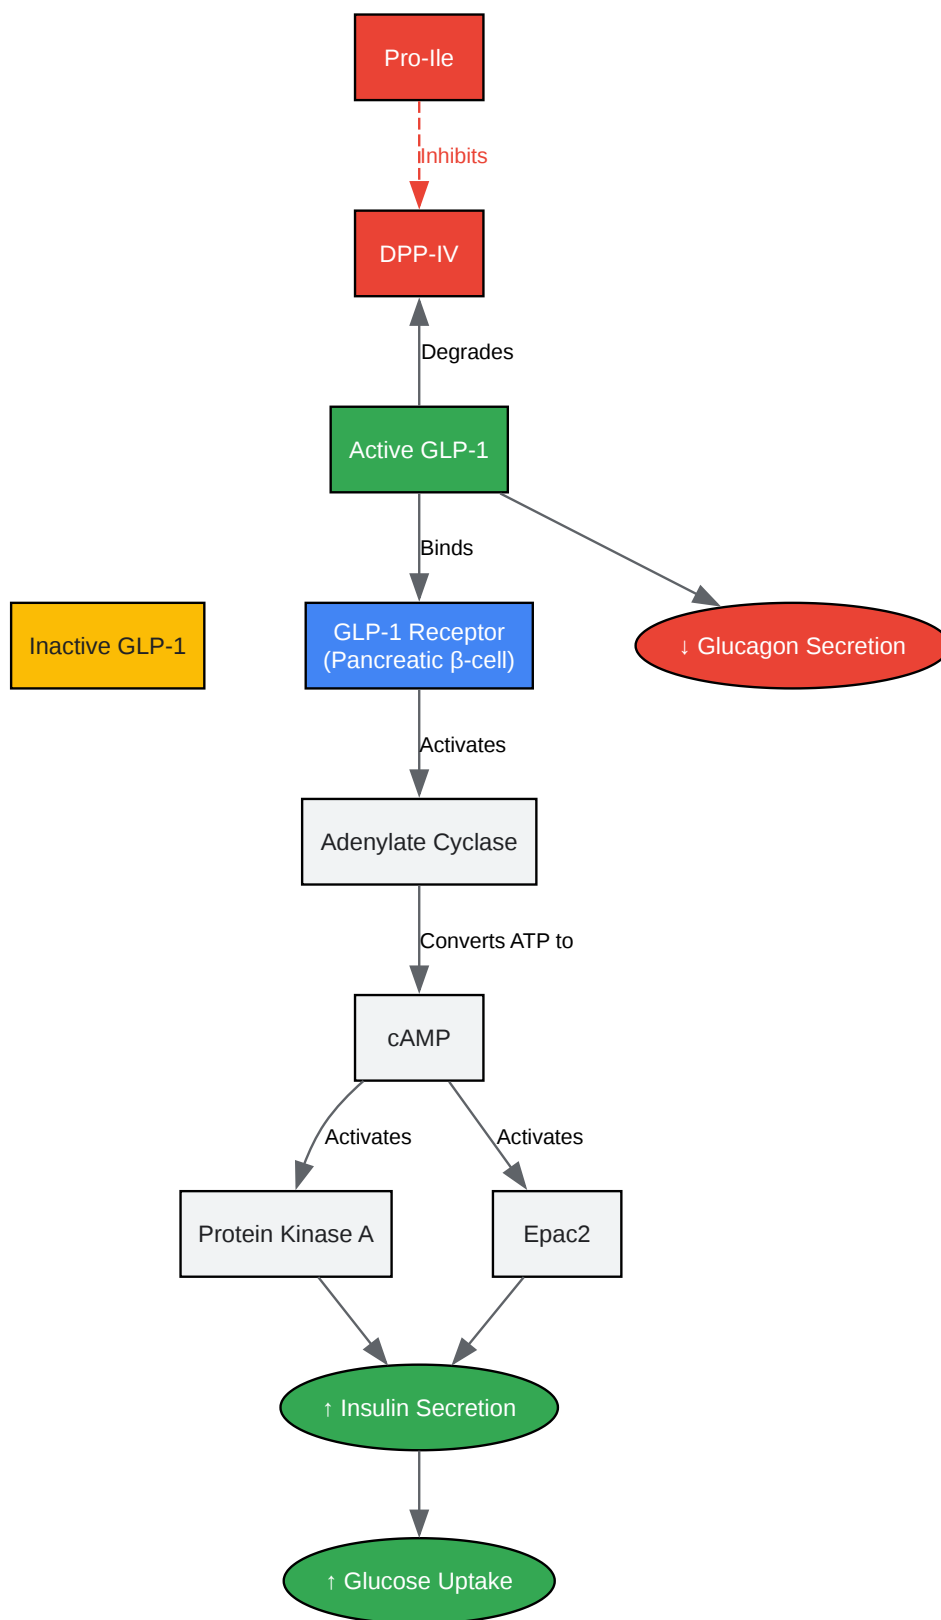 Pro-Ile
Inhibits
DPP-IV
Degrades
Active GLP-1
Binds
Inactive GLP-1
GLP-1 Receptor
(Pancreatic β-cell)
↓ Glucagon Secretion
Activates
Adenylate Cyclase
Converts ATP to
cAMP
Activates
Activates
Protein Kinase A
Epac2
↑ Insulin Secretion
↑ Glucose Uptake